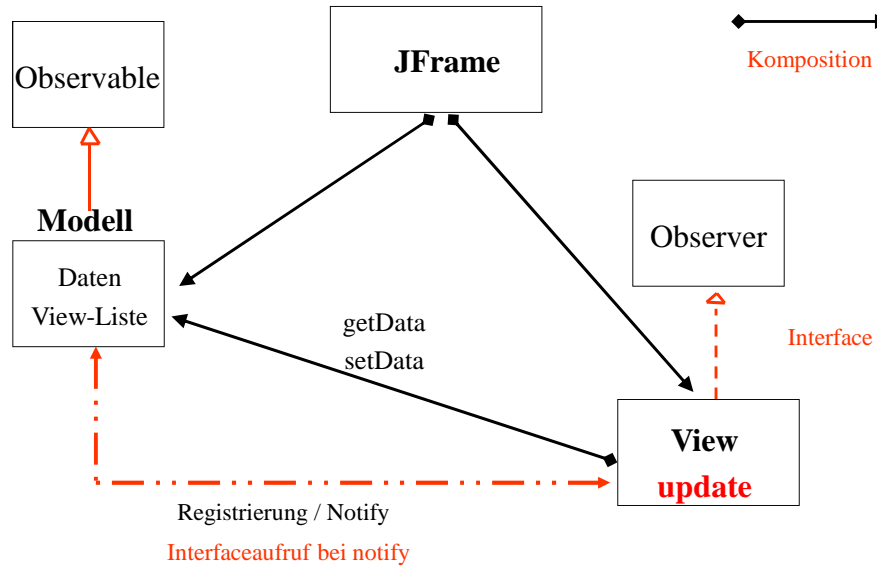 Observable
JFrame
Komposition
Modell
Daten
View-Liste
Observer
getData
setData
Interface
View
update
Registrierung / Notify
Interfaceaufruf bei notify